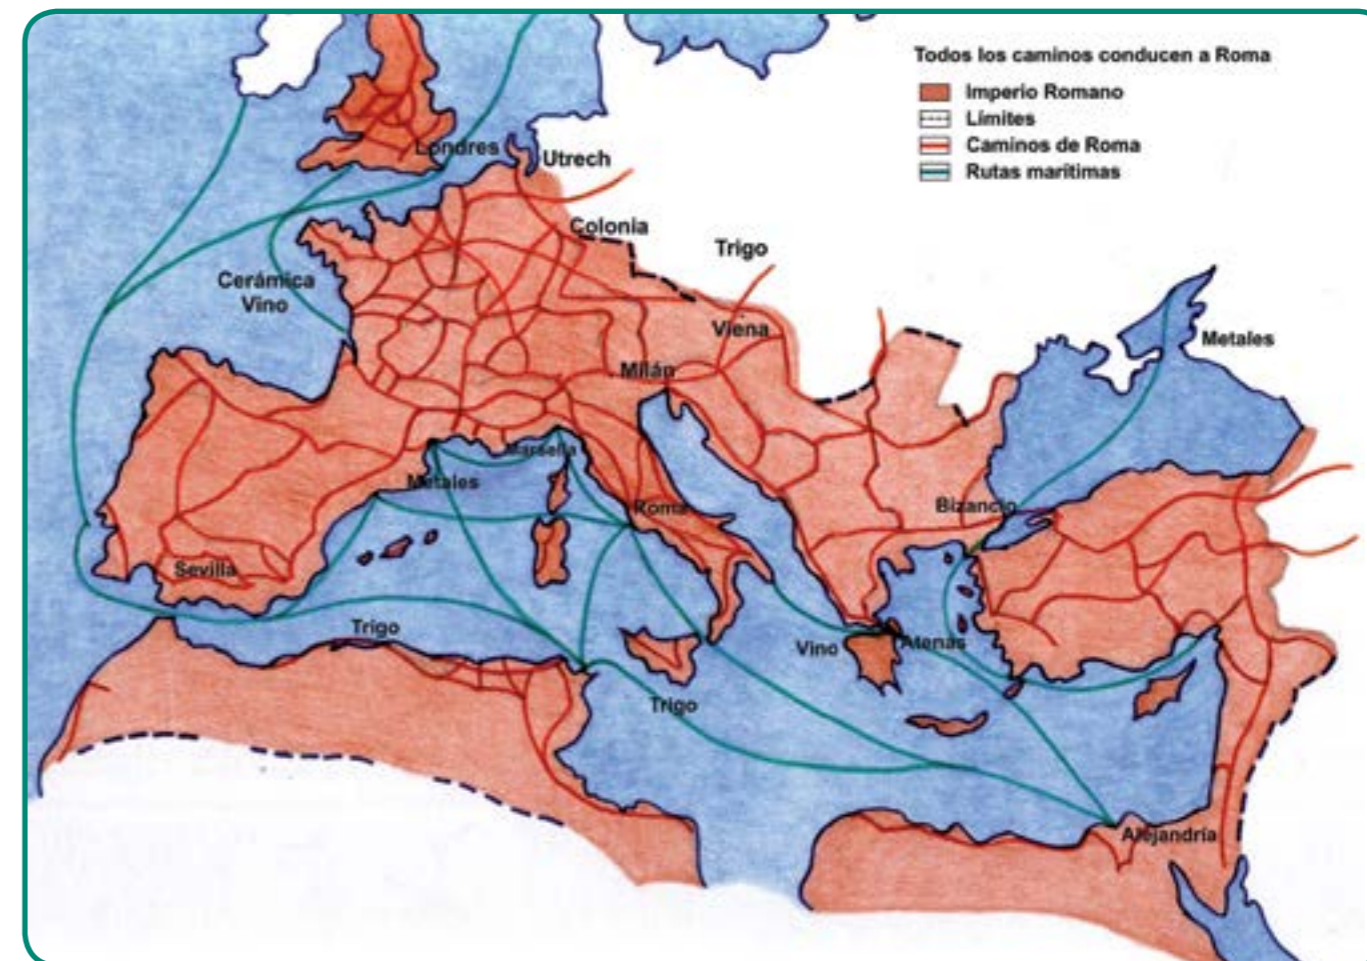 Todos los caminos conducen a Roma
Imperio Romano
Límites
Caminos de Roma
Rutas marítimas
Londres
Utrech
Colonia
Trigo
Cerámica
Vino
Viena
Metales
Milán
Marsella
Metales
Roma
Bizancio
Sevilla
Trigo
Vino
Atenas
Trigo
Alejandría